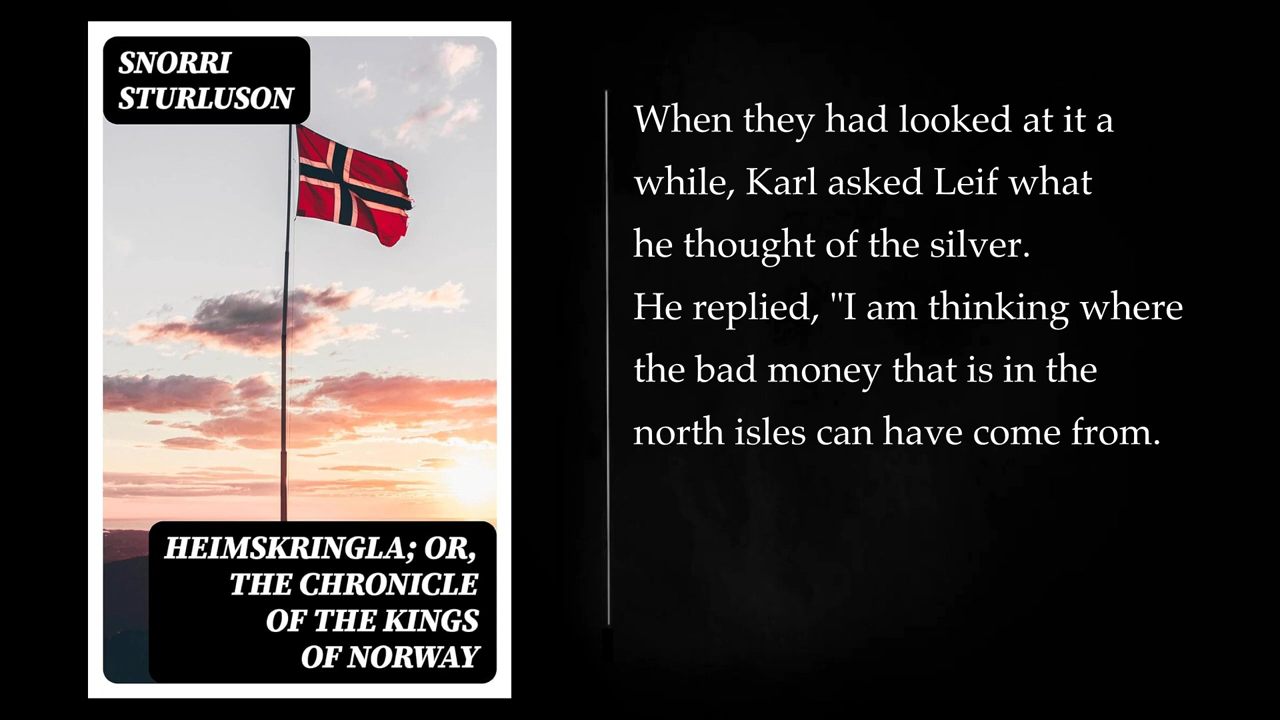 SNORRI
STURLUSON
HEIMSKRINGLA; OR,
THE CHRONICLE
OF THE KINGS
OF NORWAY
When they had looked at it a
while, Karl asked Leif what
he thought of the silver.
He replied, "I am thinking where
the bad money that is in the
north isles can have come from.